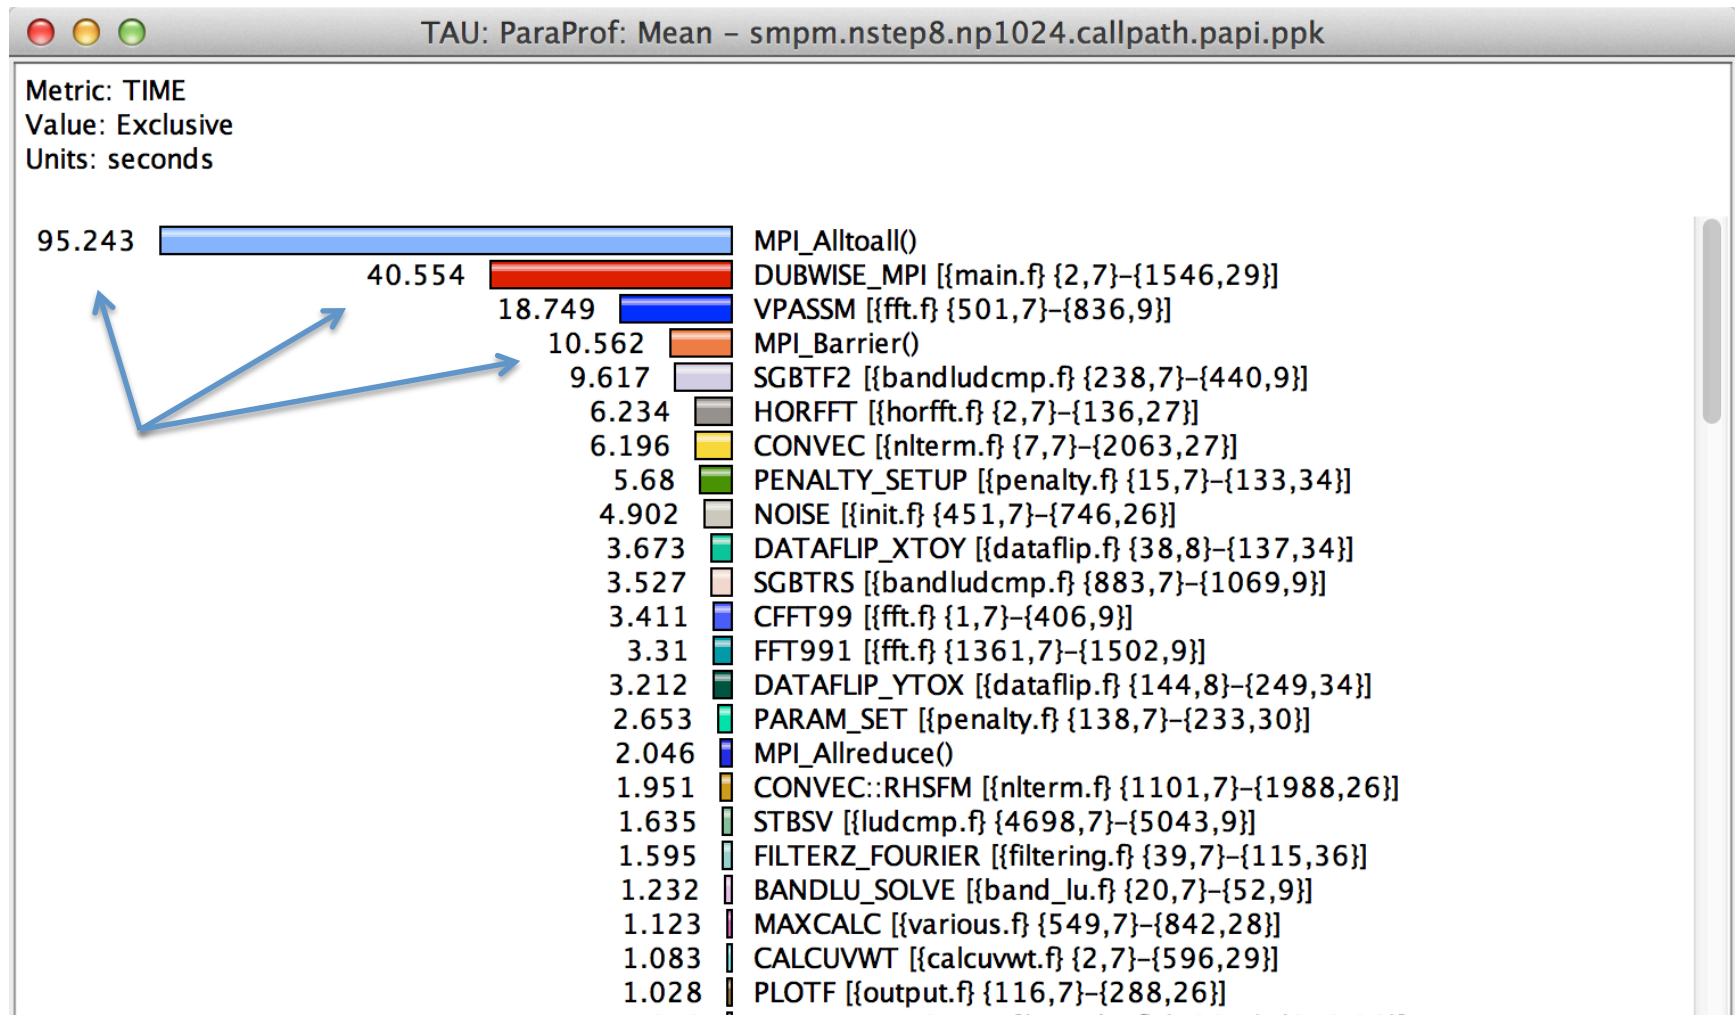 TAU: ParaProf: Mean – smpm.nstep8.np1024.callpath.papi.ppk
Metric: TIME
Value: Exclusive
Units: seconds
95.243 MPI_Alltoall()
40.554 DUBWISE_MPI [{main.f} {2,7}–{1546,29}]
18.749 VPASSM [{fft.f} {501,7}–{836,9}]
10.562 MPI_Barrier()
9.617 SGBTF2 [{bandludcmp.f} {238,7}–{440,9}]
6.234 HORFFT [{horfft.f} {2,7}–{136,27}]
6.196 CONVEC [{nlterm.f} {7,7}–{2063,27}]
5.68 PENALTY_SETUP [{penalty.f} {15,7}–{133,34}]
4.902 NOISE [{init.f} {451,7}–{746,26}]
3.673 DATAFLIP_XTOY [{dataflip.f} {38,8}–{137,34}]
3.527 SGBTRS [{bandludcmp.f} {883,7}–{1069,9}]
3.411 CFFT99 [{fft.f} {1,7}–{406,9}]
3.31 FFT991 [{fft.f} {1361,7}–{1502,9}]
3.212 DATAFLIP_YTOX [{dataflip.f} {144,8}–{249,34}]
2.653 PARAM_SET [{penalty.f} {138,7}–{233,30}]
2.046 MPI_Allreduce()
1.951 CONVEC::RHSFM [{nlterm.f} {1101,7}–{1988,26}]
1.635 STBSV [{ludcmp.f} {4698,7}–{5043,9}]
1.595 FILTERZ_FOURIER [{filtering.f} {39,7}–{115,36}]
1.232 BANDLU_SOLVE [{band_lu.f} {20,7}–{52,9}]
1.123 MAXCALC [{various.f} {549,7}–{842,28}]
1.083 CALCUVWT [{calcuvwt.f} {2,7}–{596,29}]
1.028 PLOTF [{output.f} {116,7}–{288,26}]